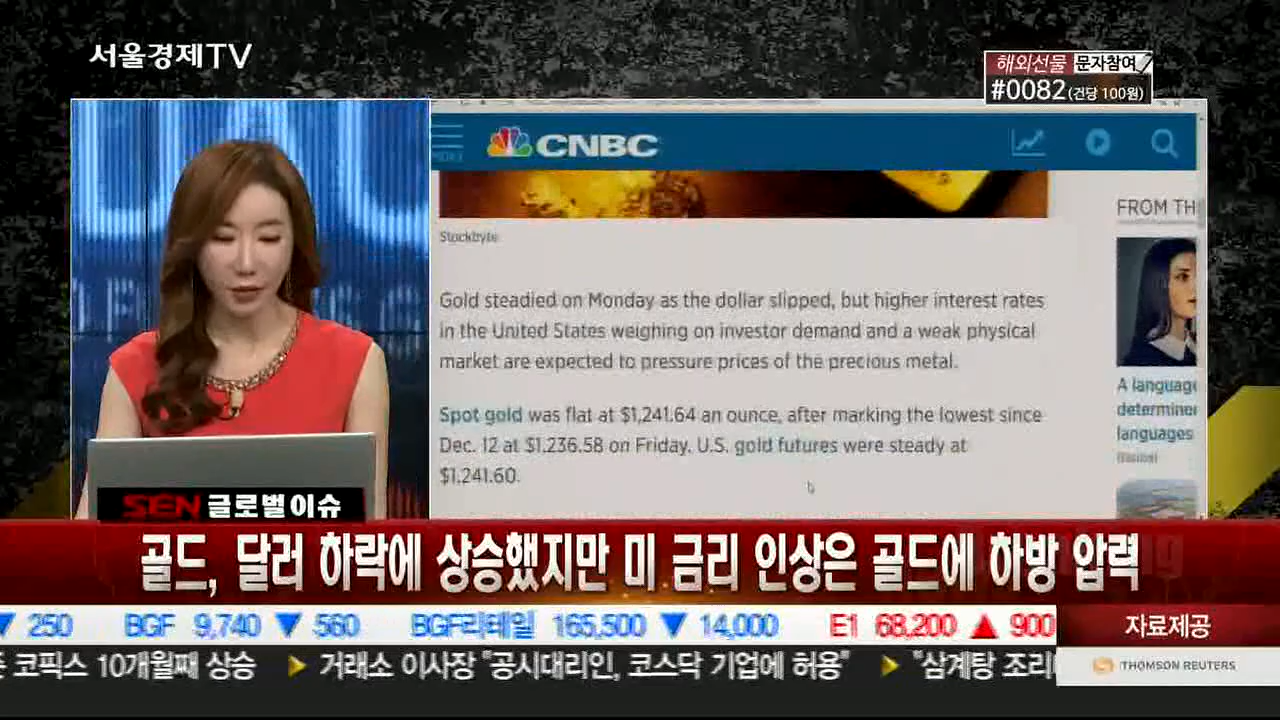 서울경제TV
해외선물 문자참여
#0082(건당 100원)
CNBC
Stockbyte
FROM TH
Gold steadied on Monday as the dollar slipped, but higher interest rates
in the United States weighing on investor demand and a weak physical
market are expected to pressure prices of the precious metal.
Spot gold was flat at $1,241.64 an ounce, after marking the lowest since
Dec. 12 at $1,236.58 on Friday. U.S. gold futures were steady at
$1,241.60.
A language
determine
languages
SEN 글로벌이슈
골드, 달러 하락에 상승했지만 미 금리 인상은 골드에 하방 압력
▼ 250 BGF 9,740 ▼ 560 BGF리테일 165,500 ▼ 14,000 E1 68,200 ▲ 900
자료제공
코픽스 10개월째 상승 ▶ 거래소 이사장 "공시대리인, 코스닥 기업에 허용" ▶ "삼계탕 조리
THOMSON REUTERS